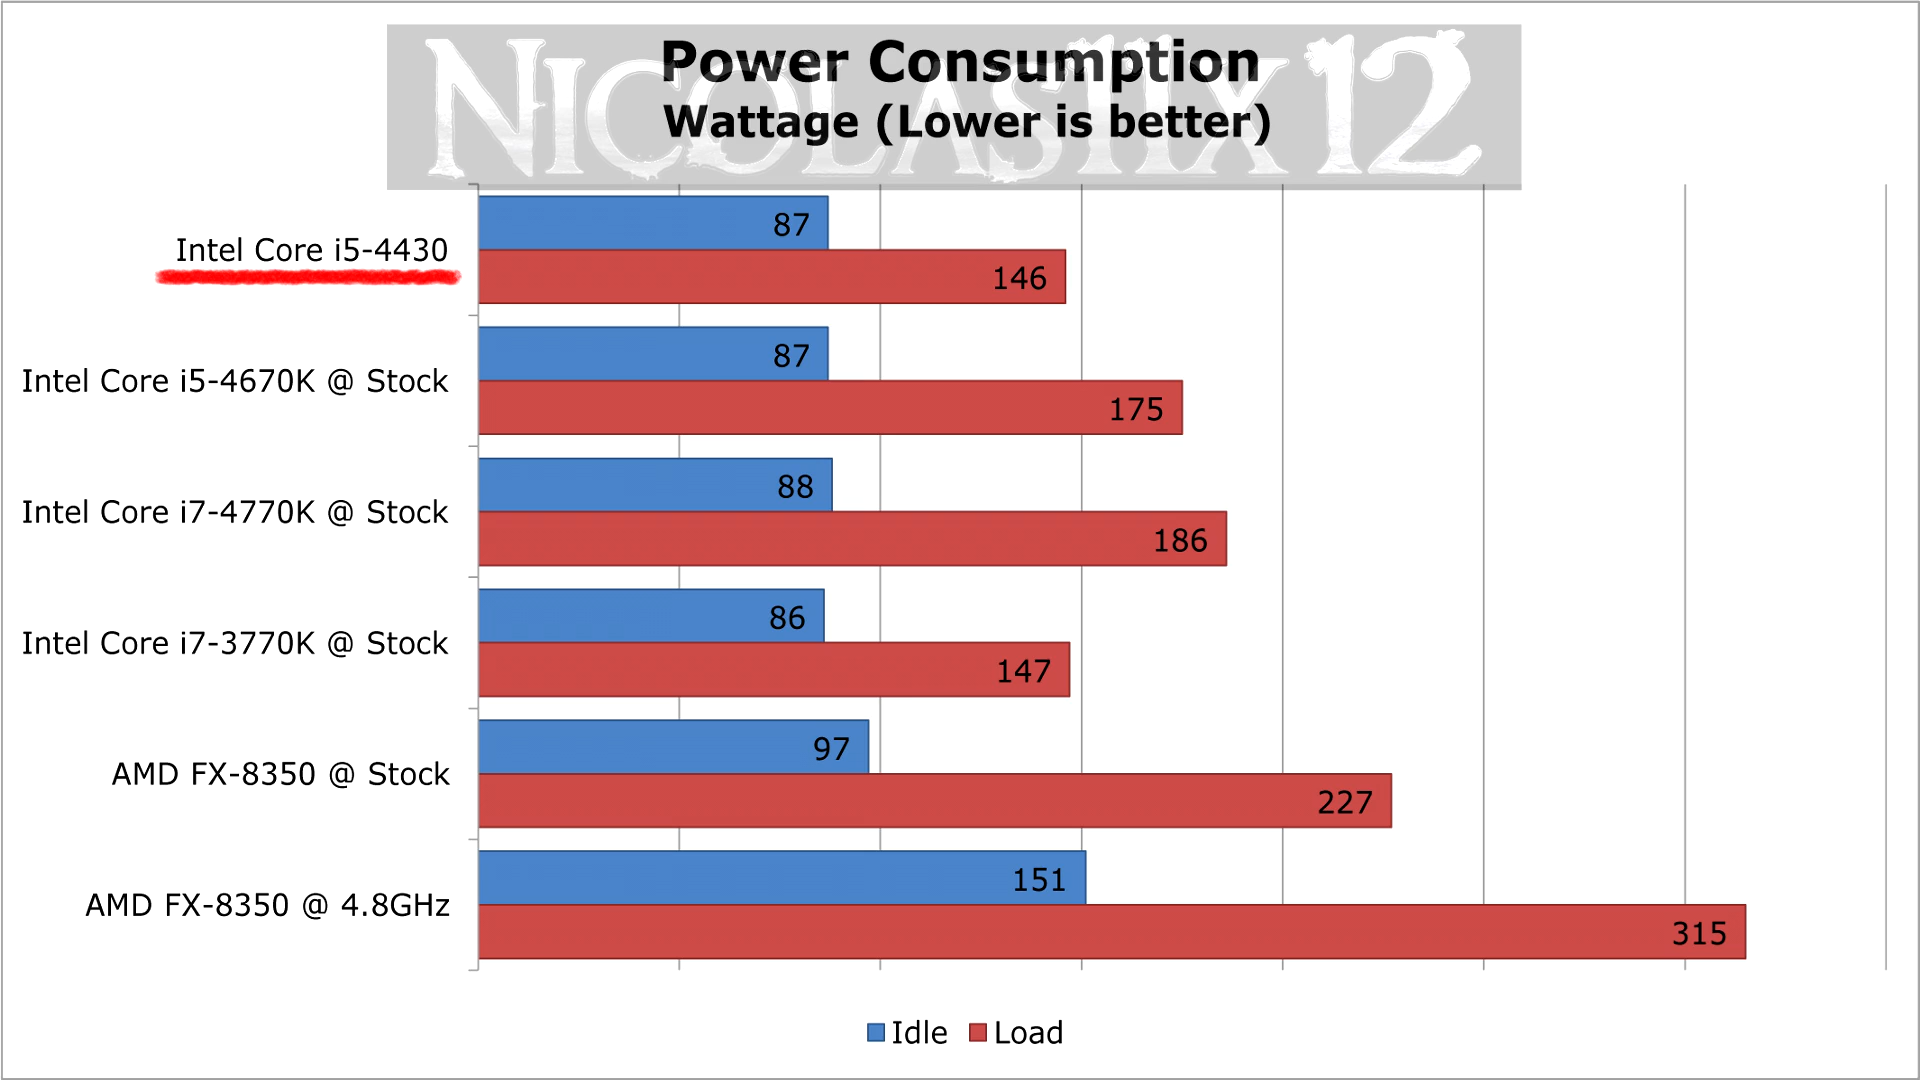 Nicolas11x12
Power Consumption
Wattage (Lower is better)
Intel Core i5-4430
87
146
Intel Core i5-4670K @ Stock
87
175
Intel Core i7-4770K @ Stock
88
186
Intel Core i7-3770K @ Stock
86
147
AMD FX-8350 @ Stock
97
227
AMD FX-8350 @ 4.8GHz
151
315
Idle Load